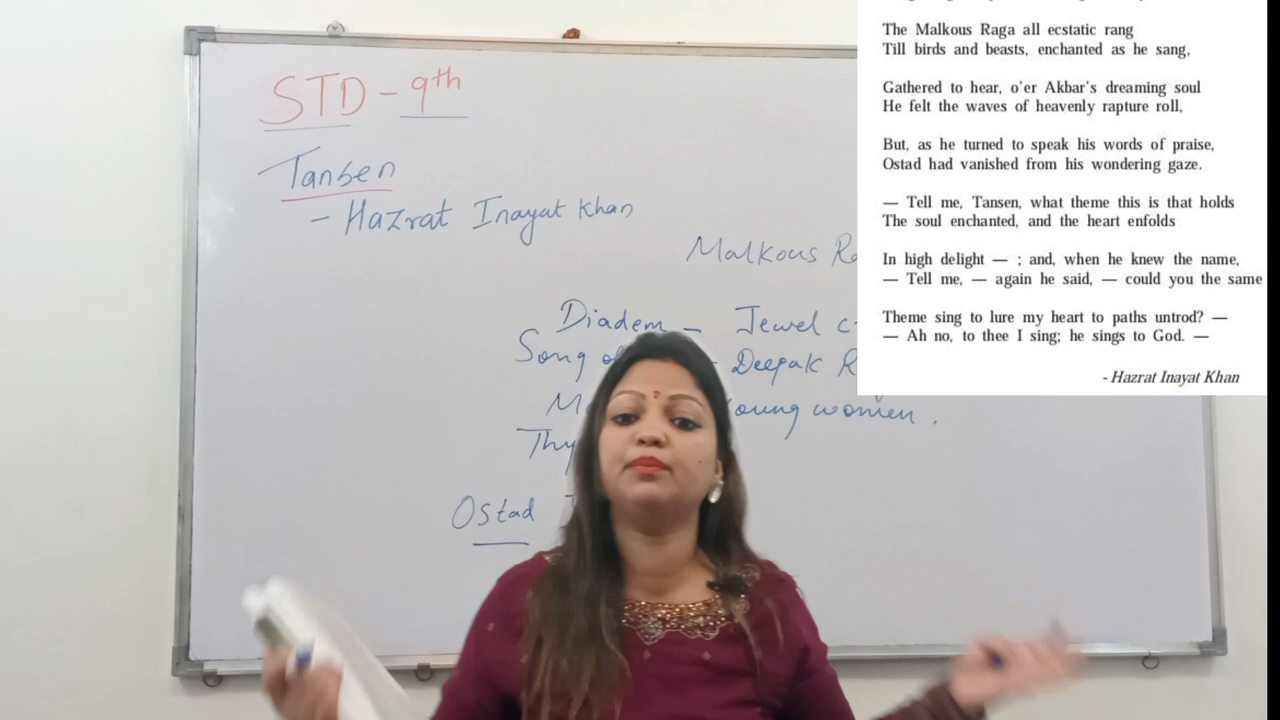 STD - 9th
Tansen
- Hazrat Inayat Khan
Malkous
Diadem - Jewel
Song - Deepak
young women.
Ostad
The Malkous Raga all ecstatic rang
Till birds and beasts, enchanted as he sang,
Gathered to hear, o'er Akbar's dreaming soul
He felt the waves of heavenly rapture roll,
But, as he turned to speak his words of praise,
Ostad had vanished from his wondering gaze.
— Tell me, Tansen, what theme this is that holds
The soul enchanted, and the heart enfolds
In high delight — ; and, when he knew the name,
— Tell me, — again he said, — could you the same
Theme sing to lure my heart to paths untrod? —
— Ah no, to thee I sing; he sings to God. —
- Hazrat Inayat Khan